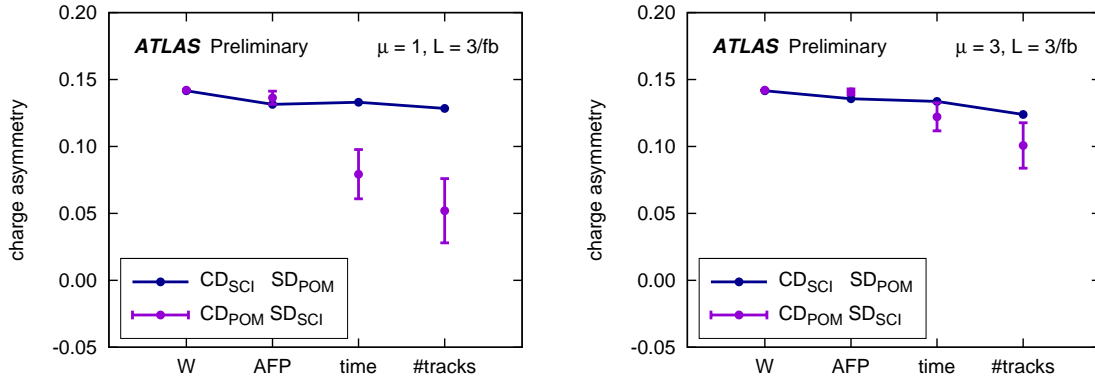 0.20
ATLAS Preliminary μ = 1, L = 3/fb
0.15
0.10
charge asymmetry
0.05
0.00
CD_SCI SD_POM
CD_POM SD_SCI
-0.05
W AFP time #tracks
0.20
ATLAS Preliminary μ = 3, L = 3/fb
0.15
0.10
charge asymmetry
0.05
0.00
CD_SCI SD_POM
CD_POM SD_SCI
-0.05
W AFP time #tracks